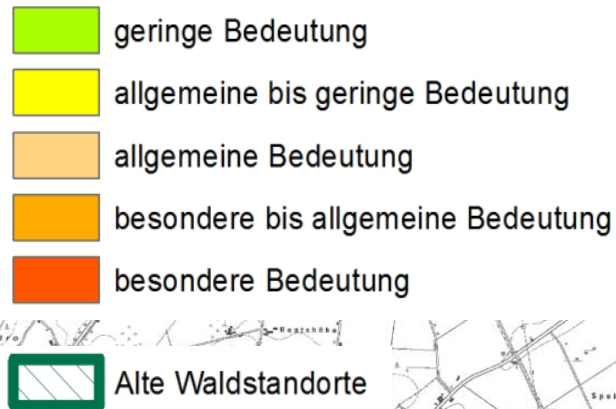 geringe Bedeutung
allgemeine bis geringe Bedeutung
allgemeine Bedeutung
besondere bis allgemeine Bedeutung
besondere Bedeutung
Alte Waldstandorte